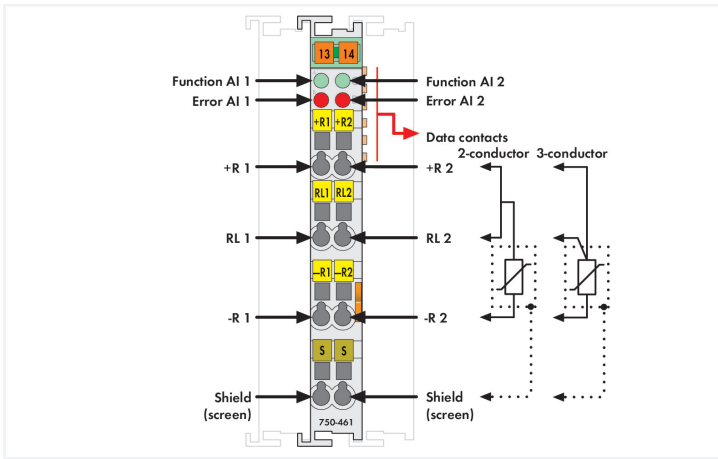 13 14
Function AI 1 Function AI 2
Error AI 1 Error AI 2
+R1 +R2
Data contacts
2-conductor 3-conductor
+R 1 +R 2
RL1 RL2
RL 1 RL 2
–R1 –R2
-R 1 -R 2
S S
Shield Shield
(screen) (screen)
750-461